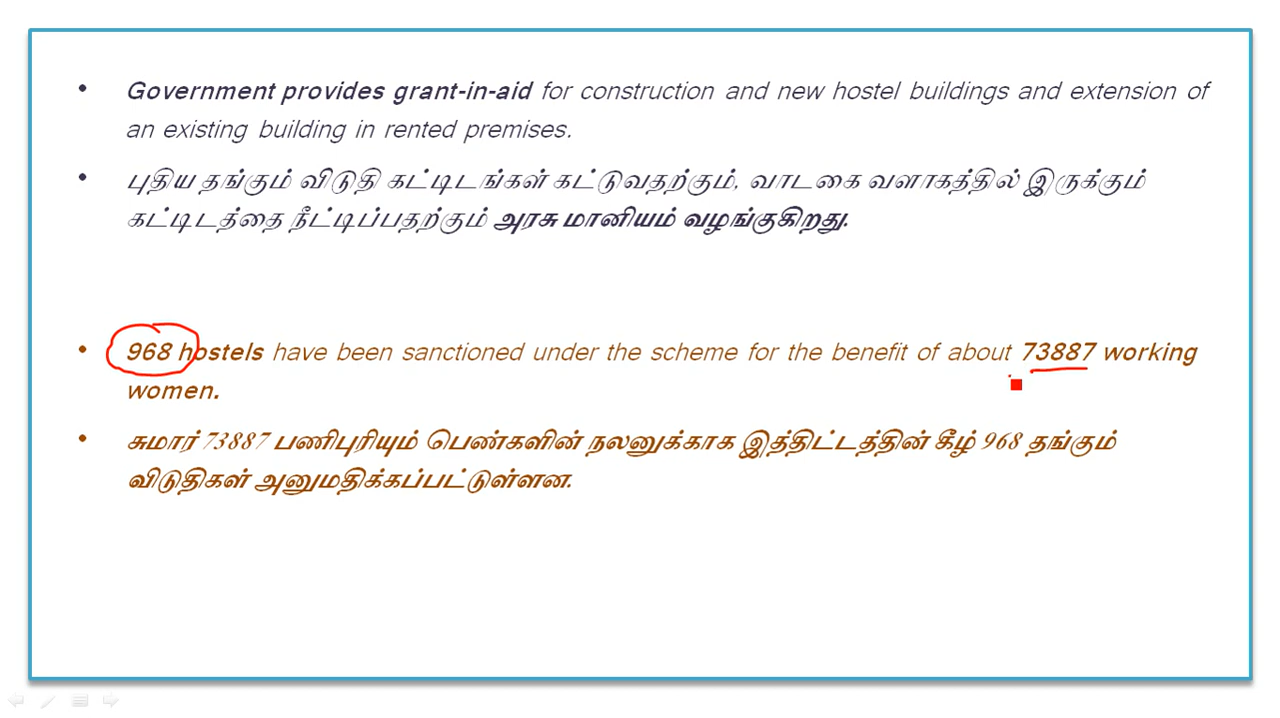 • Government provides grant-in-aid for construction and new hostel buildings and extension of
an existing building in rented premises.
• புதிய தங்கும் விடுதி கட்டிடங்கள் கட்டுவதற்கும், வாடகை வளாகத்தில் இருக்கும்
கட்டிடத்தை நீட்டிப்பதற்கும் அரசு மானியம் வழங்குகிறது.
• 968 hostels have been sanctioned under the scheme for the benefit of about 73887 working
women.
• சுமார் 73887 பணிபுரியும் பெண்களின் நலனுக்காக இத்திட்டத்தின் கீழ் 968 தங்கும்
விடுதிகள் அனுமதிக்கப்பட்டுள்ளன.